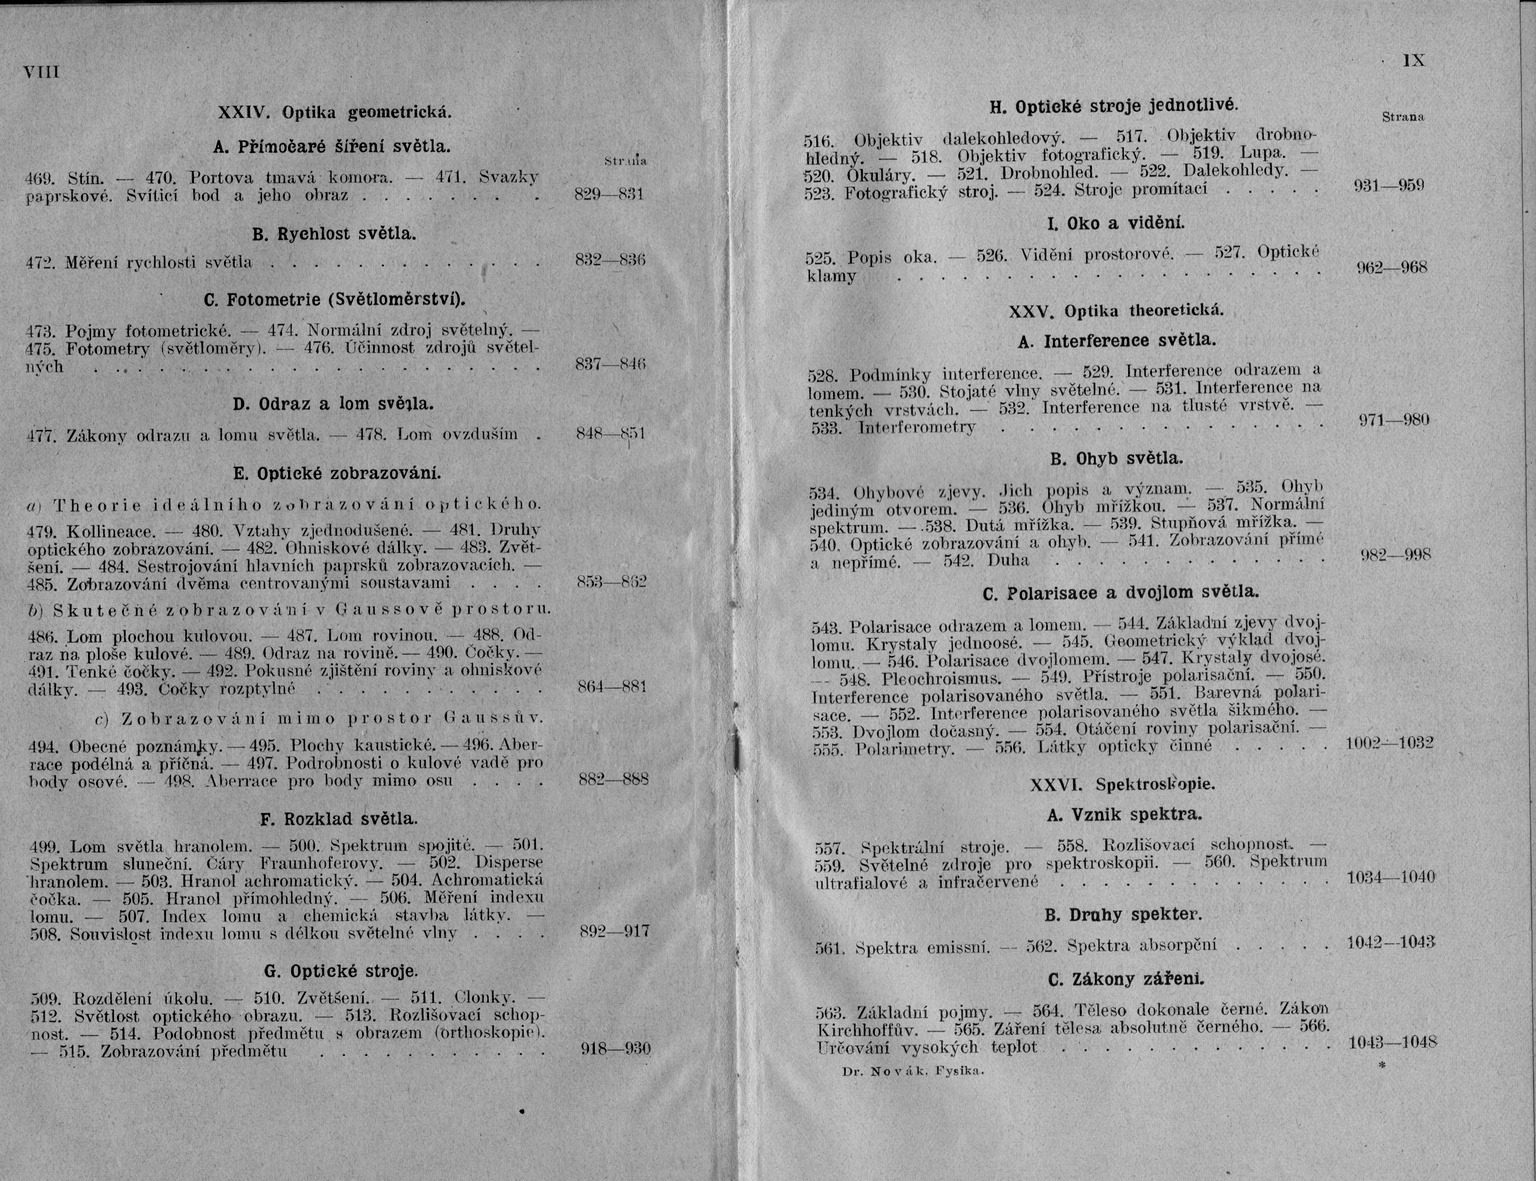 VIII
XXIV. Optika geometrická.
A. Přímočaré šíření světla.
Strana
469. Stín. — 470. Portova tmavá komora. — 471. Svazky
paprskové. Svítící bod a jeho obraz . . . . . . . . 829—831
B. Rychlost světla.
472. Měření rychlosti světla . . . . . . . . . . . . . 832—836
C. Fotometrie (Světloměrství).
473. Pojmy fotometrické. — 474. Normální zdroj světelný. —
475. Fotometry (světloměry). — 476. Účinnost zdrojů světel-
ných . . . . . . . . . . . . . . . . . . . . 837—846
D. Odraz a lom světla.
477. Zákony odrazu a lomu světla. — 478. Lom ovzduším . 848—851
E. Optické zobrazování.
a) Theorie ideálního zobrazování optického.
479. Kollineace. — 480. Vztahy zjednodušené. — 481. Druhy
optického zobrazování. — 482. Ohniskové dálky. — 483. Zvět-
šení. — 484. Sestrojování hlavních paprsků zobrazovacích. —
485. Zobrazování dvěma centrovanými soustavami . . . . 853—862
b) Skutečné zobrazování v Gaussově prostoru.
486. Lom plochou kulovou. — 487. Lom rovinou. — 488. Od-
raz na ploše kulové. — 489. Odraz na rovině. — 490. Čočky. —
491. Tenké čočky. — 492. Pokusné zjištění roviny a ohniskové
dálky. — 493. Čočky rozptylné . . . . . . . . . . . 864—881
c) Zobrazování mimo prostor Gaussův.
494. Obecné poznámky. — 495. Plochy kaustické. — 496. Aber-
race podélná a příčná. — 497. Podrobnosti o kulové vadě pro
body osové. — 498. Aberrace pro body mimo osu . . . . 882—888
F. Rozklad světla.
499. Lom světla hranolem. — 500. Spektrum spojité. — 501.
Spektrum sluneční. Čáry Fraunhoferovy. — 502. Disperse
hranolem. — 503. Hranol achromatický. — 504. Achromatická
čočka. — 505. Hranol přímohledný. — 506. Měření indexu
lomu. — 507. Index lomu a chemická stavba látky. —
508. Souvislost indexu lomu s délkou světelné vlny . . . . 892—917
G. Optické stroje.
509. Rozdělení úkolu. — 510. Zvětšení. — 511. Clonky. —
512. Světlost optického obrazu. — 513. Rozlišovací schop-
nost. — 514. Podobnost předmětu s obrazem (orthoskopie).
— 515. Zobrazování předmětu . . . . . . . . . . . 918—930
IX
H. Optické stroje jednotlivé.
Strana
516. Objektiv dalekohledový. — 517. Objektiv drobno-
hledný. — 518. Objektiv fotografický. — 519. Lupa. —
520. Okuláry. — 521. Drobnohled. — 522. Dalekohledy. —
523. Fotografický stroj. — 524. Stroje promítací . . . . . 931—959
I. Oko a vidění.
525. Popis oka. — 526. Vidění prostorové. — 527. Optické
klamy . . . . . . . . . . . . . . . . . . . 962—968
XXV. Optika theoretická.
A. Interference světla.
528. Podmínky interference. — 529. Interference odrazem a
lomem. — 530. Stojaté vlny světelné. — 531. Interference na
tenkých vrstvách. — 532. Interference na tlusté vrstvě. —
533. Interferometry . . . . . . . . . . . . . . 971—980
B. Ohyb světla.
534. Ohybové zjevy. Jich popis a význam. — 535. Ohyb
jediným otvorem. — 536. Ohyb mřížkou. — 537. Normální
spektrum. — 538. Dutá mřížka. — 539. Stupňová mřížka. —
540. Optické zobrazování a ohyb. — 541. Zobrazování přímé
a nepřímé. — 542. Duha . . . . . . . . . . . . 982—998
C. Polarisace a dvojlom světla.
543. Polarisace odrazem a lomem. — 544. Základní zjevy dvoj-
lomu. Krystaly jednoosé. — 545. Geometrický výklad dvoj-
lomu. — 546. Polarisace dvojlomem. — 547. Krystaly dvojosé.
— 548. Pleochroismus. — 549. Přístroje polarisační. — 550.
Interference polarisovaného světla. — 551. Barevná polari-
sace. — 552. Interference polarisovaného světla šikmého. —
553. Dvojlom dočasný. — 554. Otáčení roviny polarisační. —
555. Polarimetry. — 556. Látky opticky činné . . . . . 1002—1032
XXVI. Spektroskopie.
A. Vznik spektra.
557. Spektrální stroje. — 558. Rozlišovací schopnost. —
559. Světelné zdroje pro spektroskopii. — 560. Spektrum
ultrafialové a infračervené . . . . . . . . . . . . . 1034—1040
B. Druhy spekter.
561. Spektra emissní. — 562. Spektra absorpční . . . . . 1042—1043
C. Zákony záření.
563. Základní pojmy. — 564. Těleso dokonale černé. Zákon
Kirchhoffův. — 565. Záření tělesa absolutně černého. — 566.
Určování vysokých teplot . . . . . . . . . . . . . 1043—1048
Dr. Novák. Fysika. *